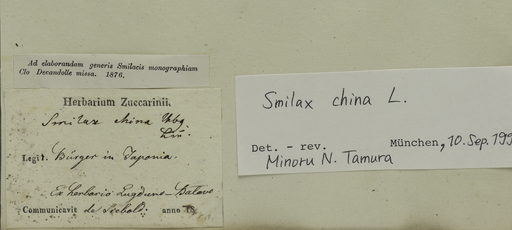 Ad elaborandam generis Smilacis monographiam
Clo Decandolle missa. 1876.
Herbarium Zuccarinii.
Smilax china
Lin.
Legit. Bürger in Japonia.
Ex herbario Lugduno-Batavo
Communicavit de Siebold. anno 18
Smilax china L.
Det. - rev. München, 10. Sep. 199
Minoru N. Tamura